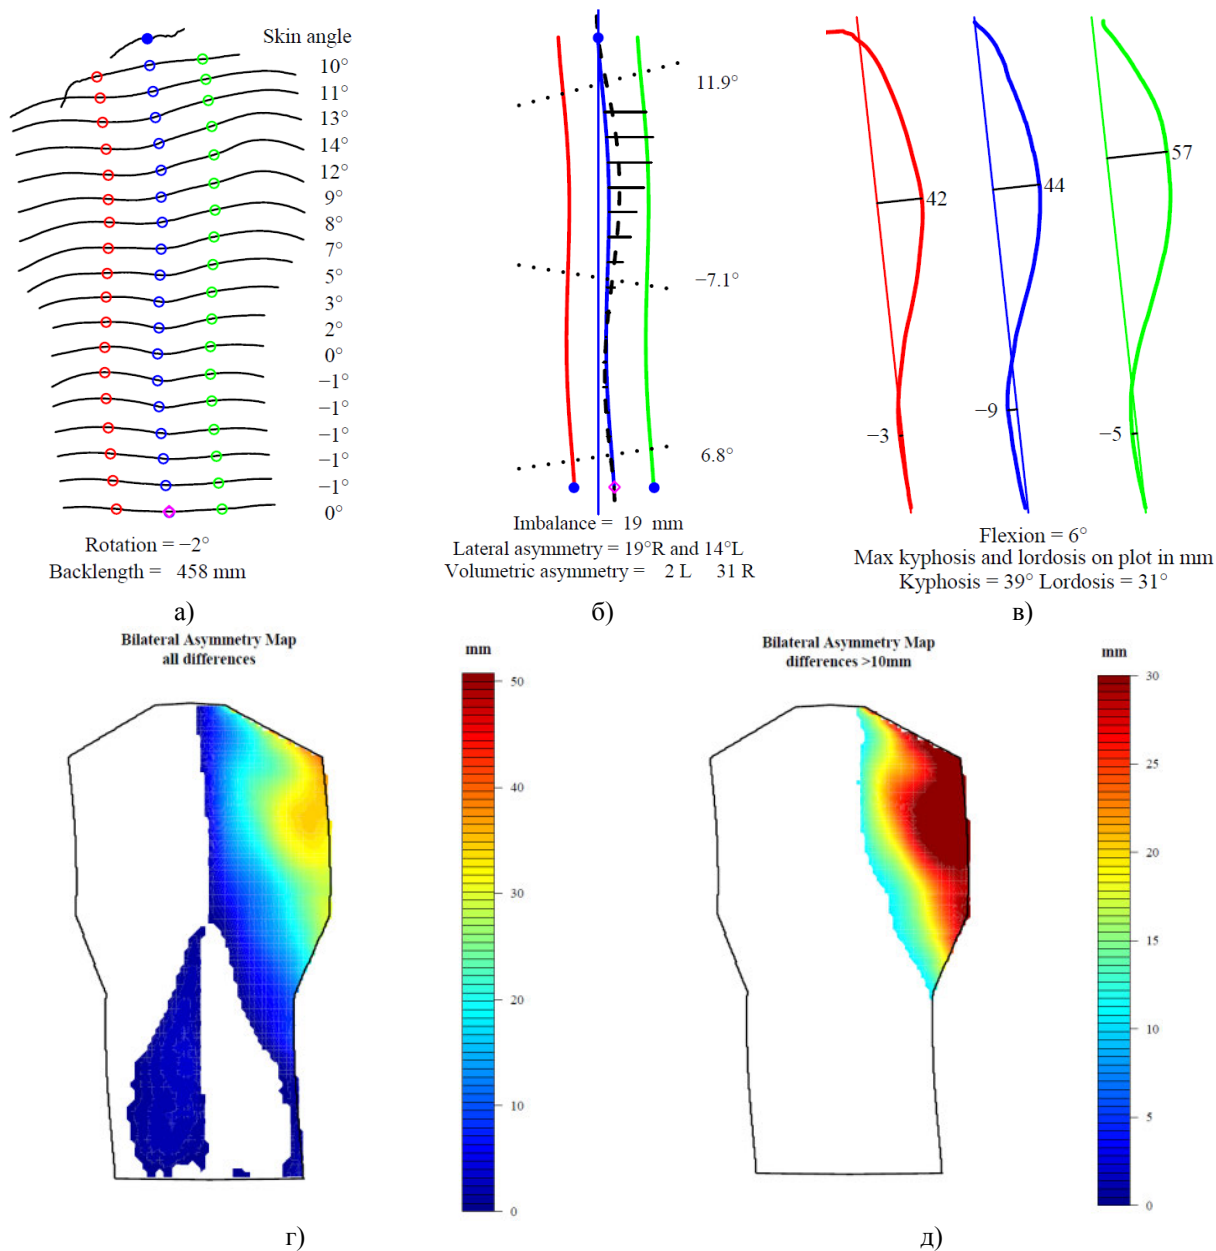 Skin angle
10°
11°
13°
14°
12°
9°
8°
7°
5°
3°
2°
0°
−1°
−1°
−1°
−1°
−1°
0°
Rotation = −2°
Backlength = 458 mm
а)
11.9°
−7.1°
6.8°
Imbalance = 19 mm
Lateral asymmetry = 19°R and 14°L
Volumetric asymmetry = 2 L 31 R
б)
42
−3
44
−9
57
−5
Flexion = 6°
Max kyphosis and lordosis on plot in mm
Kyphosis = 39° Lordosis = 31°
в)
Bilateral Asymmetry Map
all differences
mm
50
40
30
20
10
0
г)
Bilateral Asymmetry Map
differences >10mm
mm
30
25
20
15
10
5
0
д)